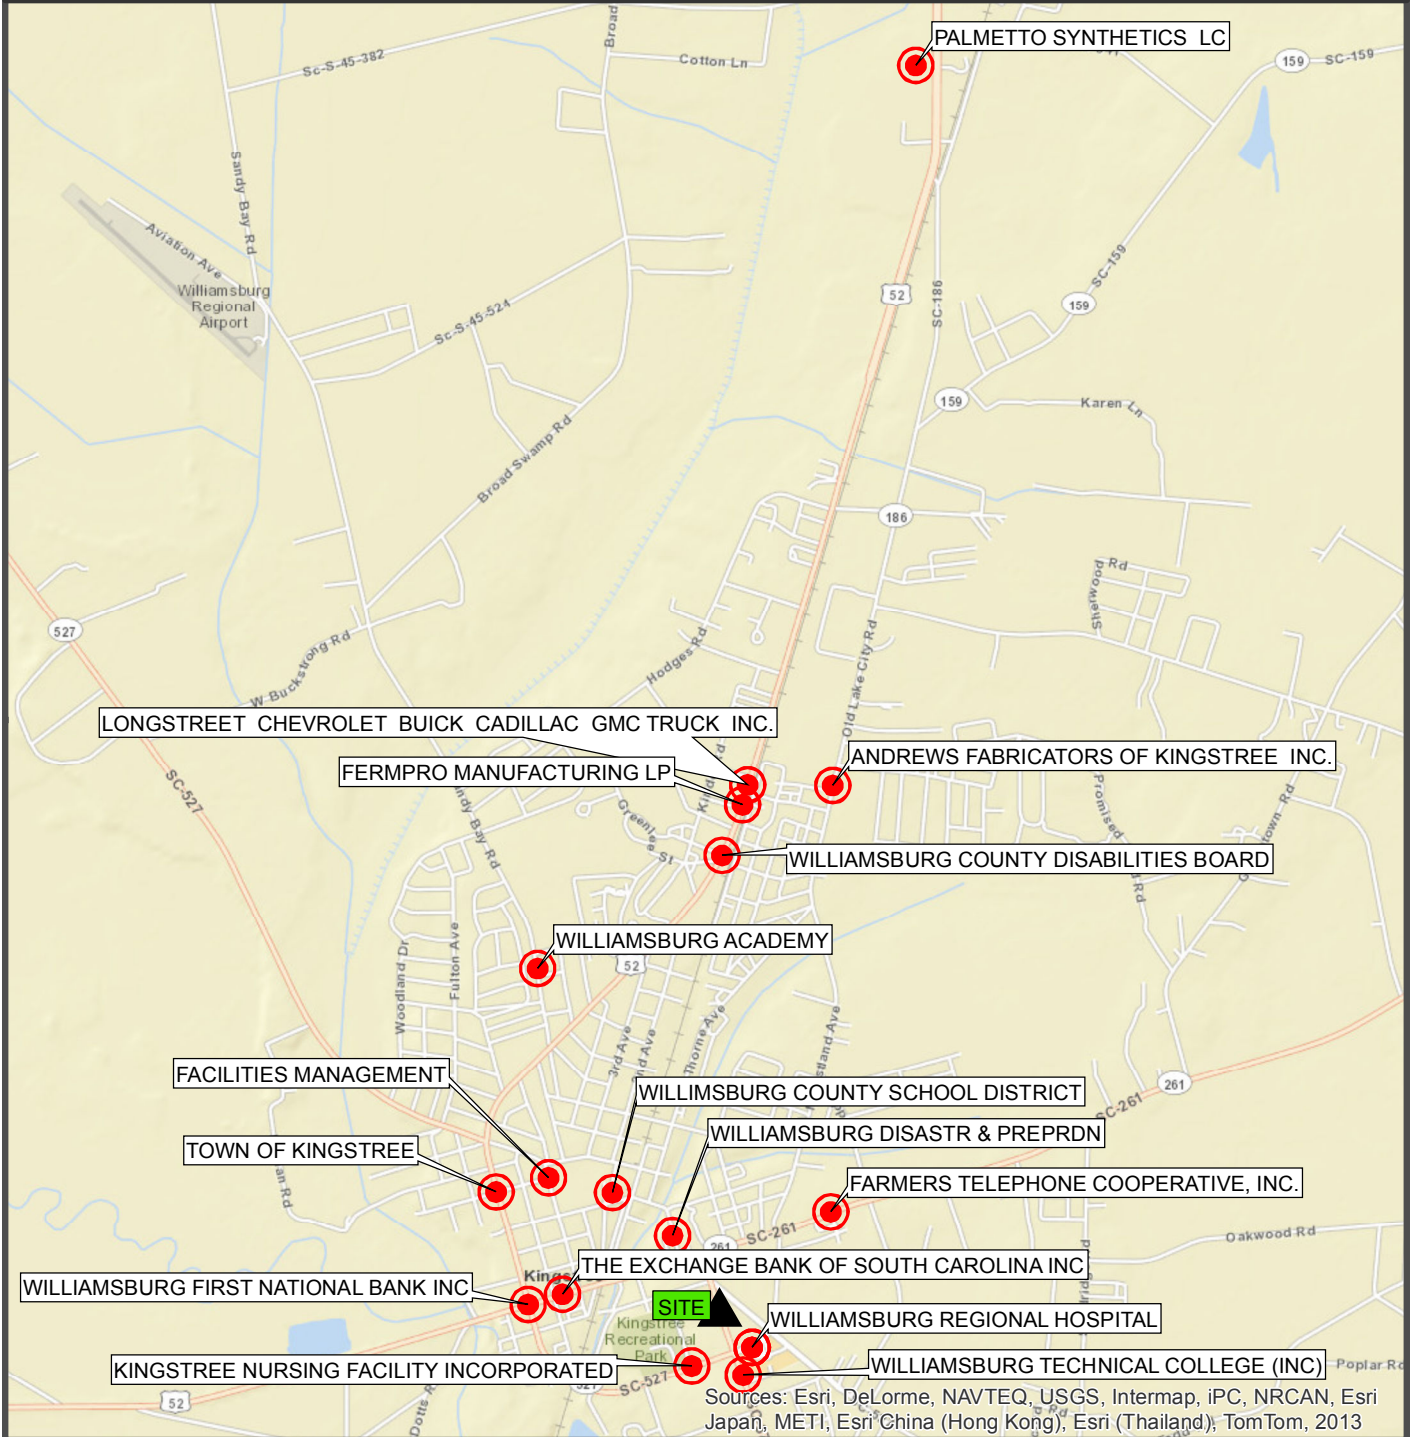 PALMETTO SYNTHETICS LC
Broad
Sc-S-45-382
Cotton Ln
159
SC-159
Sandy Bay Rd
Aviation Ave
Williamsburg
Regional
Airport
SC-159
52
SC-186
159
Sc-S-45-524
159
Karen Ln
Broad Swamp Rd
186
Sherwood Rd
527
W Buckstrong Rd
Hodges Rd
Old Lake City Rd
LONGSTREET CHEVROLET BUICK CADILLAC GMC TRUCK INC.
ANDREWS FABRICATORS OF KINGSTREE INC.
FERMPRO MANUFACTURING LP
SC-527
Greenlee St
Promised
WILLIAMSBURG COUNTY DISABILITIES BOARD
WILLIAMSBURG ACADEMY
52
Woodland Dr
Fulton Ave
3rd Ave
Thorne Ave
FACILITIES MANAGEMENT
WILLIMSBURG COUNTY SCHOOL DISTRICT
261
SC-261
WILLIAMSBURG DISASTR & PREPRDN
TOWN OF KINGSTREE
FARMERS TELEPHONE COOPERATIVE, INC.
SC-261
261
Oakwood Rd
THE EXCHANGE BANK OF SOUTH CAROLINA INC
WILLIAMSBURG FIRST NATIONAL BANK INC
SITE
Kingstree
Recreational
Park
WILLIAMSBURG REGIONAL HOSPITAL
KINGSTREE NURSING FACILITY INCORPORATED
WILLIAMSBURG TECHNICAL COLLEGE (INC)
Poplar Rd
SC-527
52
Sources: Esri, DeLorme, NAVTEQ, USGS, Intermap, iPC, NRCAN, Esri
Japan, METI, Esri China (Hong Kong), Esri (Thailand), TomTom, 2013